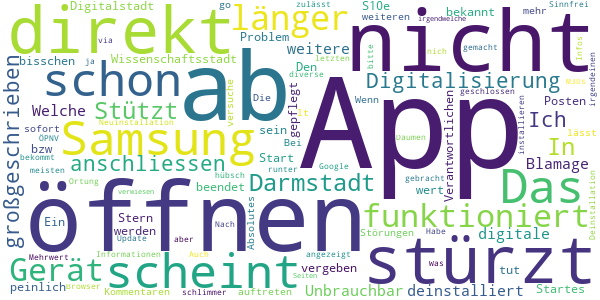 Digitalstadt
go
zulässt
S10e
bekannt
mehr
Sinnfrei
direkt
via
ja
bisschen
Wissenschaftsstadt
länger
Problem
weiteren
letzten
irgendwelche
gemacht
Infos
nicht
schon
ab
weitere
Den
diverse
bitte
Digitalisierung
nich
Maus
irgendeinen
großgeschrieben
Welche
Stützt
Die
versuche
gepflegt
Wenn
geschlossen
Posten
sofort
Neuinstallation
Samsung
sein
lt
App
Verantwortlichen
Daumen
installieren
Ich
lässt
ÖPNV
bzw
Bei
In
Blamage
bekommt
anschliessen
Start
Google
runter
meisten
Ortung
hübsch
beendet
Darmstadt
gebracht
wert
Das
Deinstallation
verwiesen
öffnen
Absolutes
Ein
Stern
Nach
werden
funktioniert
Störungen
Habe
digitale
Update
aber
Mehrwert
Informationen
Auch
angezeigt
was
stürzt
Gerät
scheint
vergeben
tut
peinlich
Browser
Kommentaren
schlimmer
auftreten
Seiten
Unbrauchbar
deinstalliert
Startes